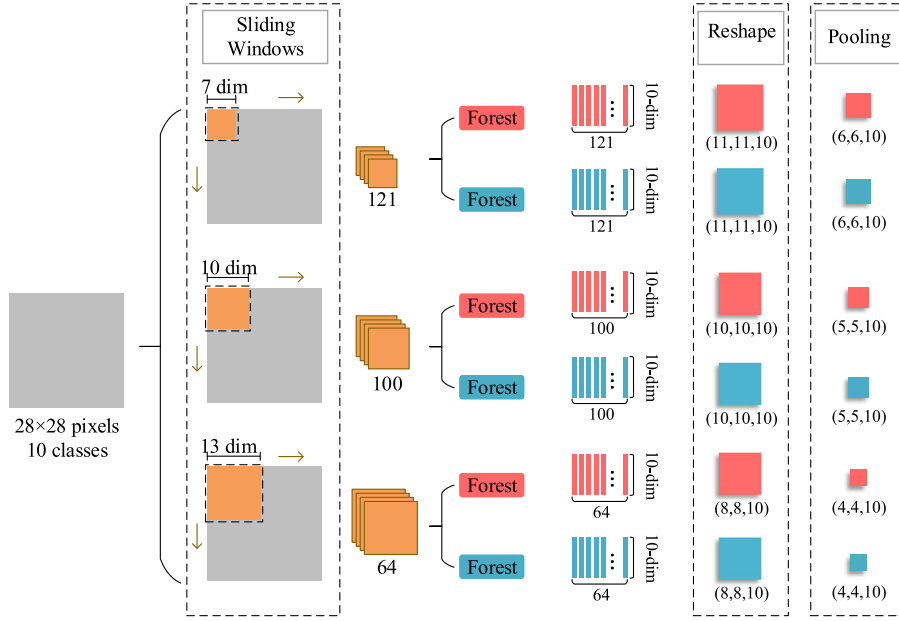 Sliding
Windows
Reshape
Pooling
7 dim
121
Forest
Forest
121
10-dim
121
10-dim
(11,11,10)
(11,11,10)
(6,6,10)
(6,6,10)
28×28 pixels
10 classes
10 dim
100
Forest
Forest
100
10-dim
100
10-dim
(10,10,10)
(10,10,10)
(5,5,10)
(5,5,10)
13 dim
64
Forest
Forest
64
10-dim
64
10-dim
(8,8,10)
(8,8,10)
(4,4,10)
(4,4,10)